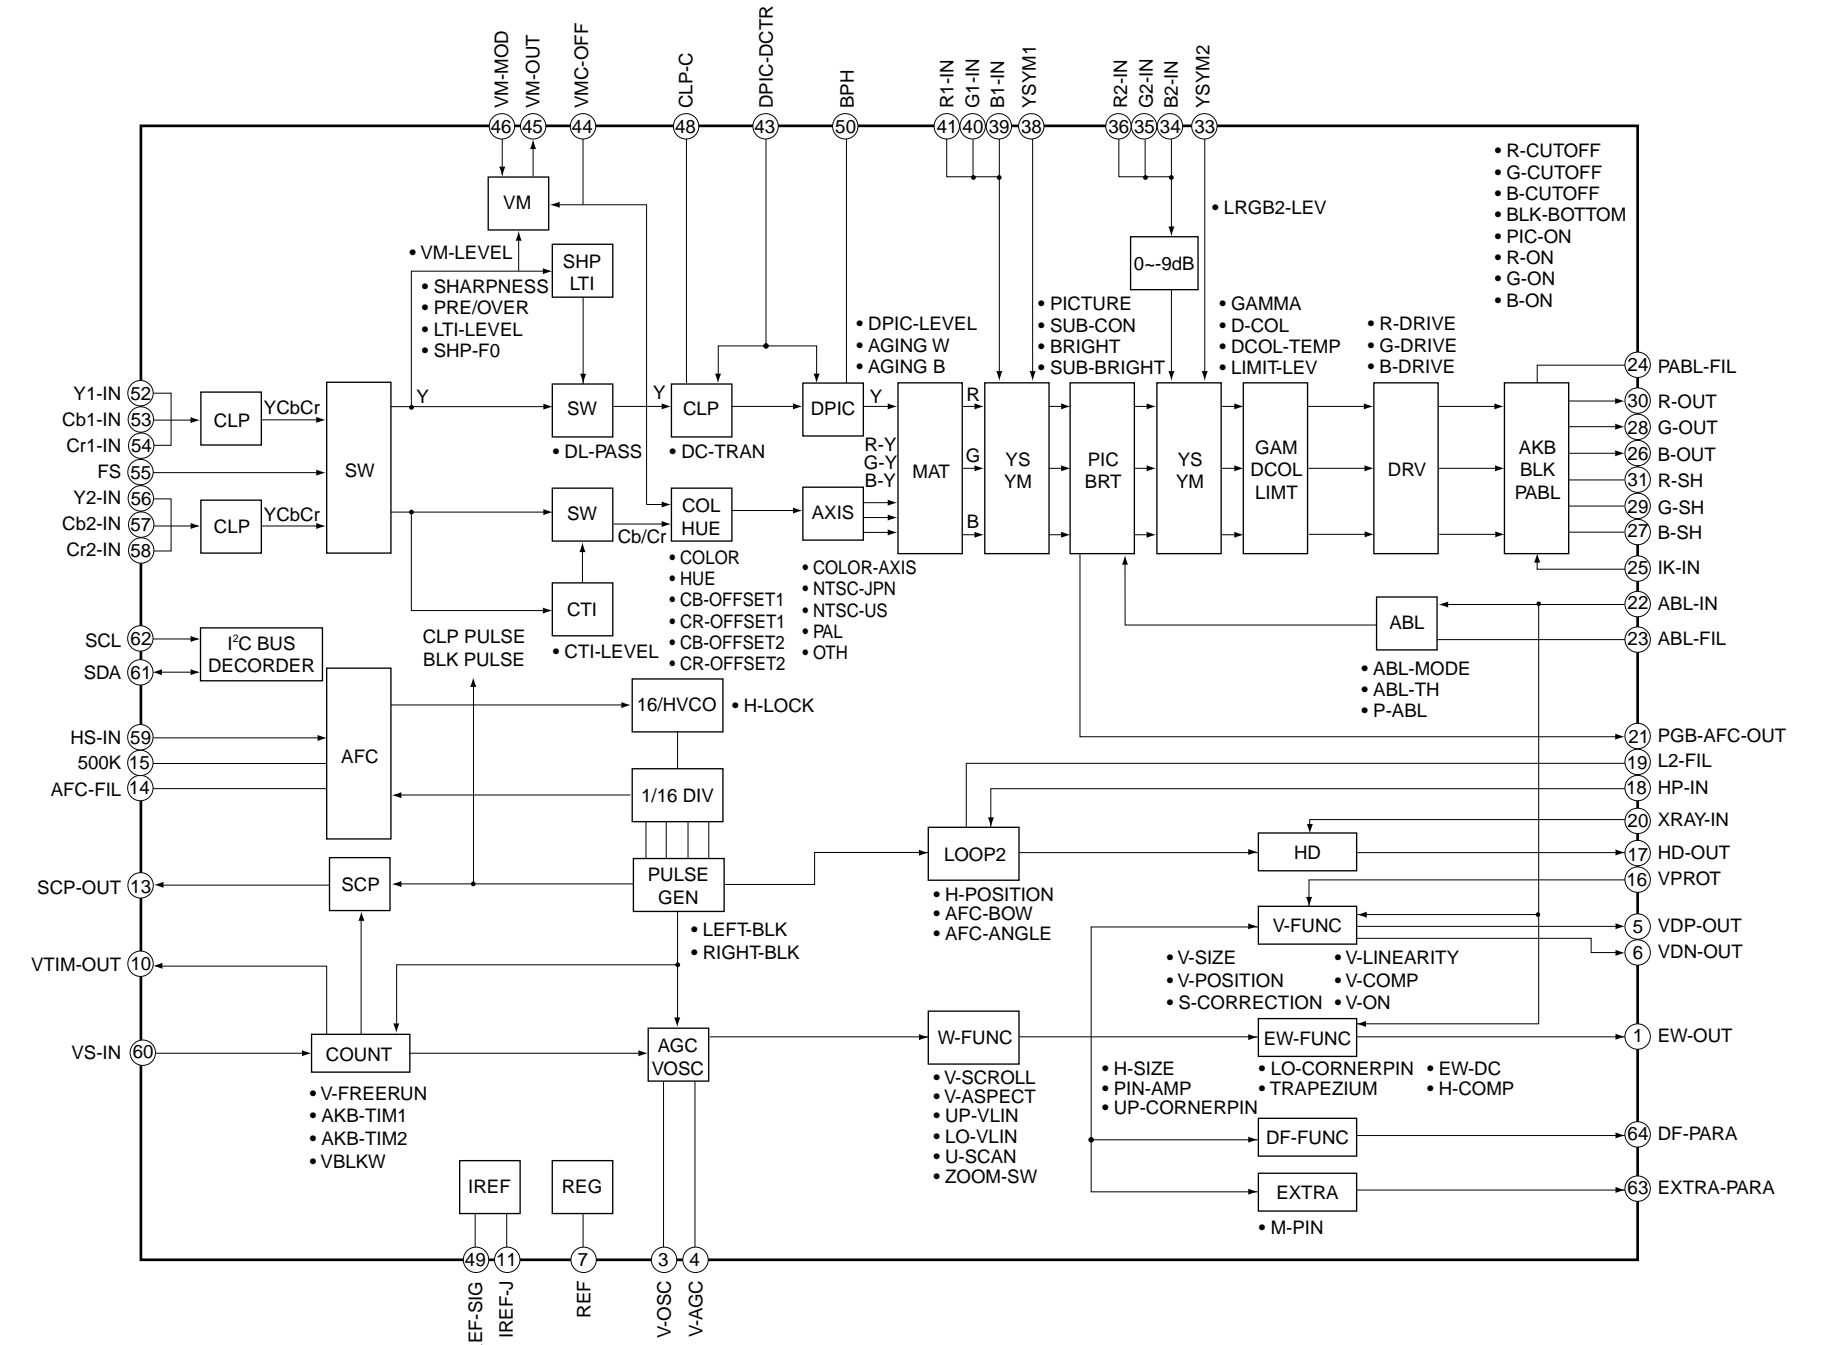 VM-MOD
VM-OUT
VMC-OFF
CLP-C
DPIC-DCTR
BPH
R1-IN
G1-IN
B1-IN
YSYM1
R2-IN
G2-IN
B2-IN
YSYM2
46
45
44
48
43
50
41
40
39
38
36
35
34
33
• R-CUTOFF
• G-CUTOFF
• B-CUTOFF
• BLK-BOTTOM
• PIC-ON
• R-ON
• G-ON
• B-ON
VM
• LRGB2-LEV
• VM-LEVEL
SHP
LTI
0~-9dB
• SHARPNESS
• PRE/OVER
• LTI-LEVEL
• SHP-F0
• DPIC-LEVEL
• AGING W
• AGING B
• PICTURE
• SUB-CON
• BRIGHT
• SUB-BRIGHT
• GAMMA
• D-COL
• DCOL-TEMP
• LIMIT-LEV
• R-DRIVE
• G-DRIVE
• B-DRIVE
Y1-IN 52
Cb1-IN 53
Cr1-IN 54
FS 55
Y2-IN 56
Cb2-IN 57
Cr2-IN 58
CLP
YCbCr
CLP
YCbCr
SW
Y
SW
• DL-PASS
Y
CLP
• DC-TRAN
DPIC
Y
R-Y
G-Y
B-Y
MAT
R
G
B
YS
YM
PIC
BRT
YS
YM
GAM
DCOL
LIMT
DRV
AKB
BLK
PABL
24 PABL-FIL
30 R-OUT
28 G-OUT
26 B-OUT
31 R-SH
29 G-SH
27 B-SH
25 IK-IN
22 ABL-IN
23 ABL-FIL
SW
Cb/Cr
COL
HUE
AXIS
• COLOR
• HUE
• CB-OFFSET1
• CR-OFFSET1
• CB-OFFSET2
• CR-OFFSET2
• COLOR-AXIS
• NTSC-JPN
• NTSC-US
• PAL
• OTH
CTI
• CTI-LEVEL
ABL
• ABL-MODE
• ABL-TH
• P-ABL
SCL 62
SDA 61
I2C BUS
DECORDER
CLP PULSE
BLK PULSE
16/HVCO
• H-LOCK
HS-IN 59
500K 15
AFC-FIL 14
AFC
1/16 DIV
21 PGB-AFC-OUT
19 L2-FIL
18 HP-IN
20 XRAY-IN
17 HD-OUT
16 VPROT
5 VDP-OUT
6 VDN-OUT
SCP-OUT 13
SCP
PULSE
GEN
• LEFT-BLK
• RIGHT-BLK
LOOP2
• H-POSITION
• AFC-BOW
• AFC-ANGLE
HD
V-FUNC
• V-SIZE
• V-POSITION
• S-CORRECTION
• V-LINEARITY
• V-COMP
• V-ON
VTIM-OUT 10
VS-IN 60
COUNT
• V-FREERUN
• AKB-TIM1
• AKB-TIM2
• VBLKW
AGC
VOSC
W-FUNC
• V-SCROLL
• V-ASPECT
• UP-VLIN
• LO-VLIN
• U-SCAN
• ZOOM-SW
EW-FUNC
1 EW-OUT
• H-SIZE
• PIN-AMP
• UP-CORNERPIN
• LO-CORNERPIN
• TRAPEZIUM
• EW-DC
• H-COMP
DF-FUNC
64 DF-PARA
EXTRA
63 EXTRA-PARA
• M-PIN
IREF
REG
49
11
7
3
4
EF-SIG
IREF-J
REF
V-OSC
V-AGC